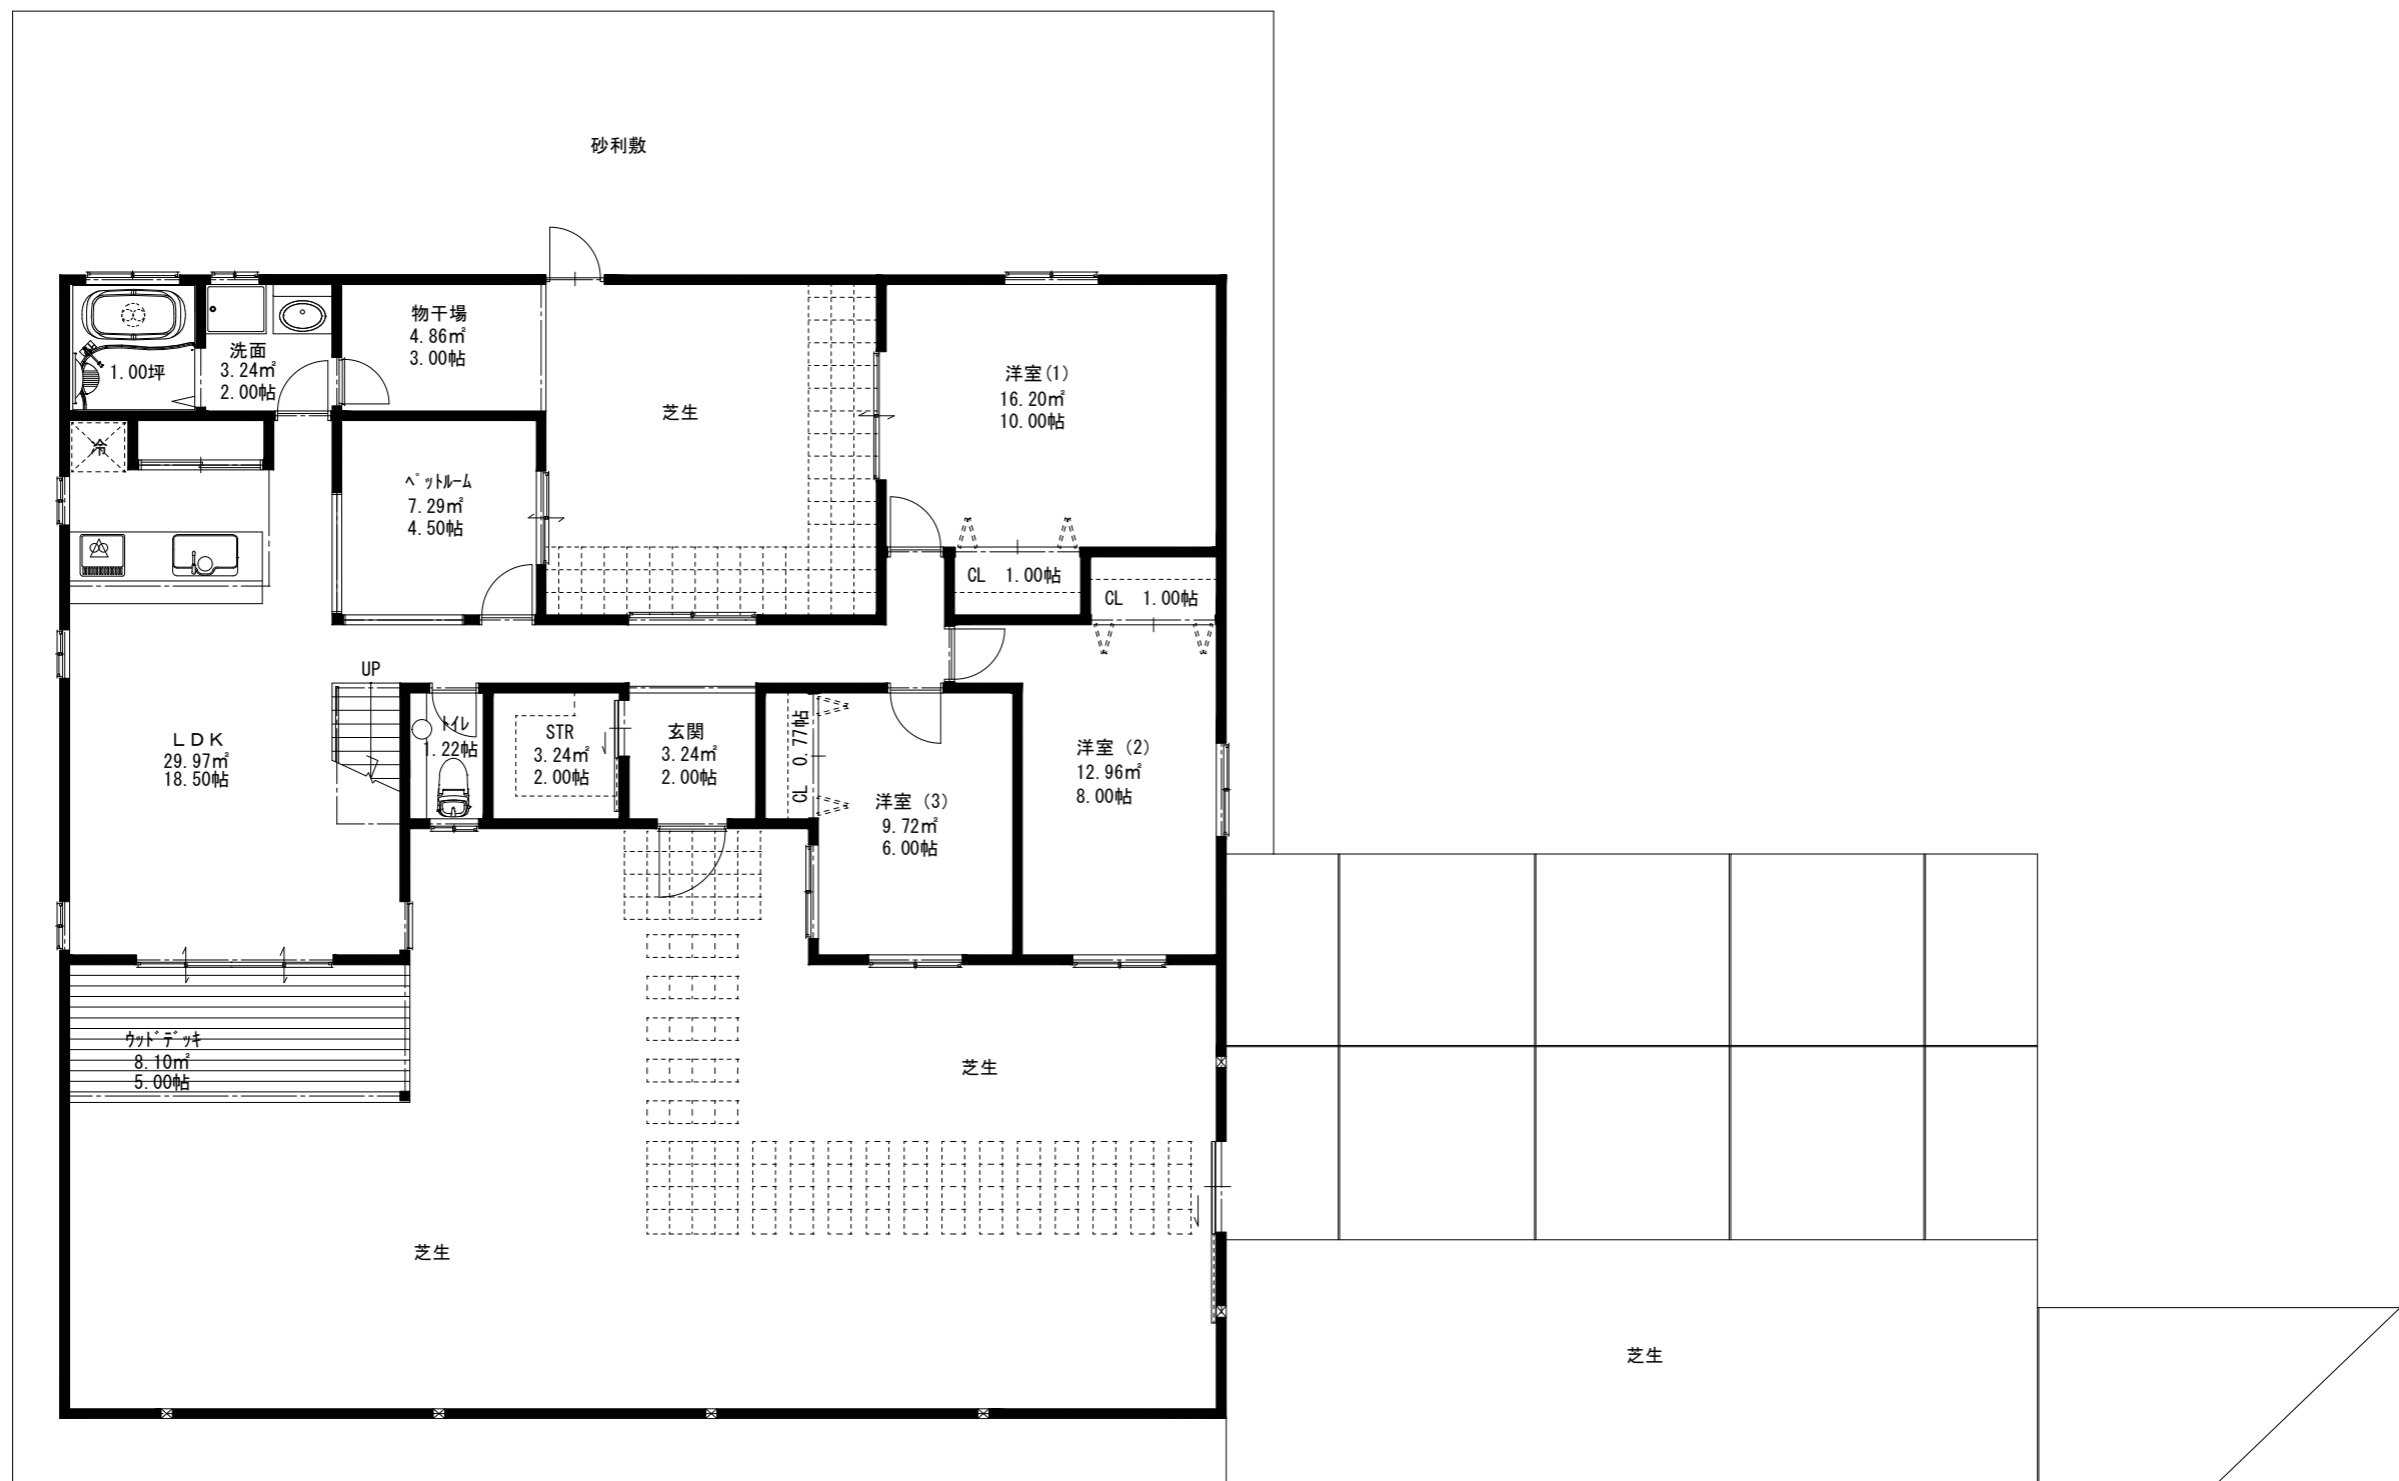 砂利敷
物干場
4.86㎡
3.00帖
洗面
3.24㎡
2.00帖
1.00坪
洋室(1)
16.20㎡
10.00帖
芝生
冷
ﾍﾟｯﾄﾙｰﾑ
7.29㎡
4.50帖
CL 1.00帖
CL 1.00帖
UP
LDK
29.97㎡
18.50帖
ﾄｲﾚ
1.22帖
STR
3.24㎡
2.00帖
玄関
3.24㎡
2.00帖
CL 0.77帖
洋室 (3)
9.72㎡
6.00帖
洋室 (2)
12.96㎡
8.00帖
ｳｯﾄﾞﾃﾞｯｷ
8.10㎡
5.00帖
芝生
芝生
芝生